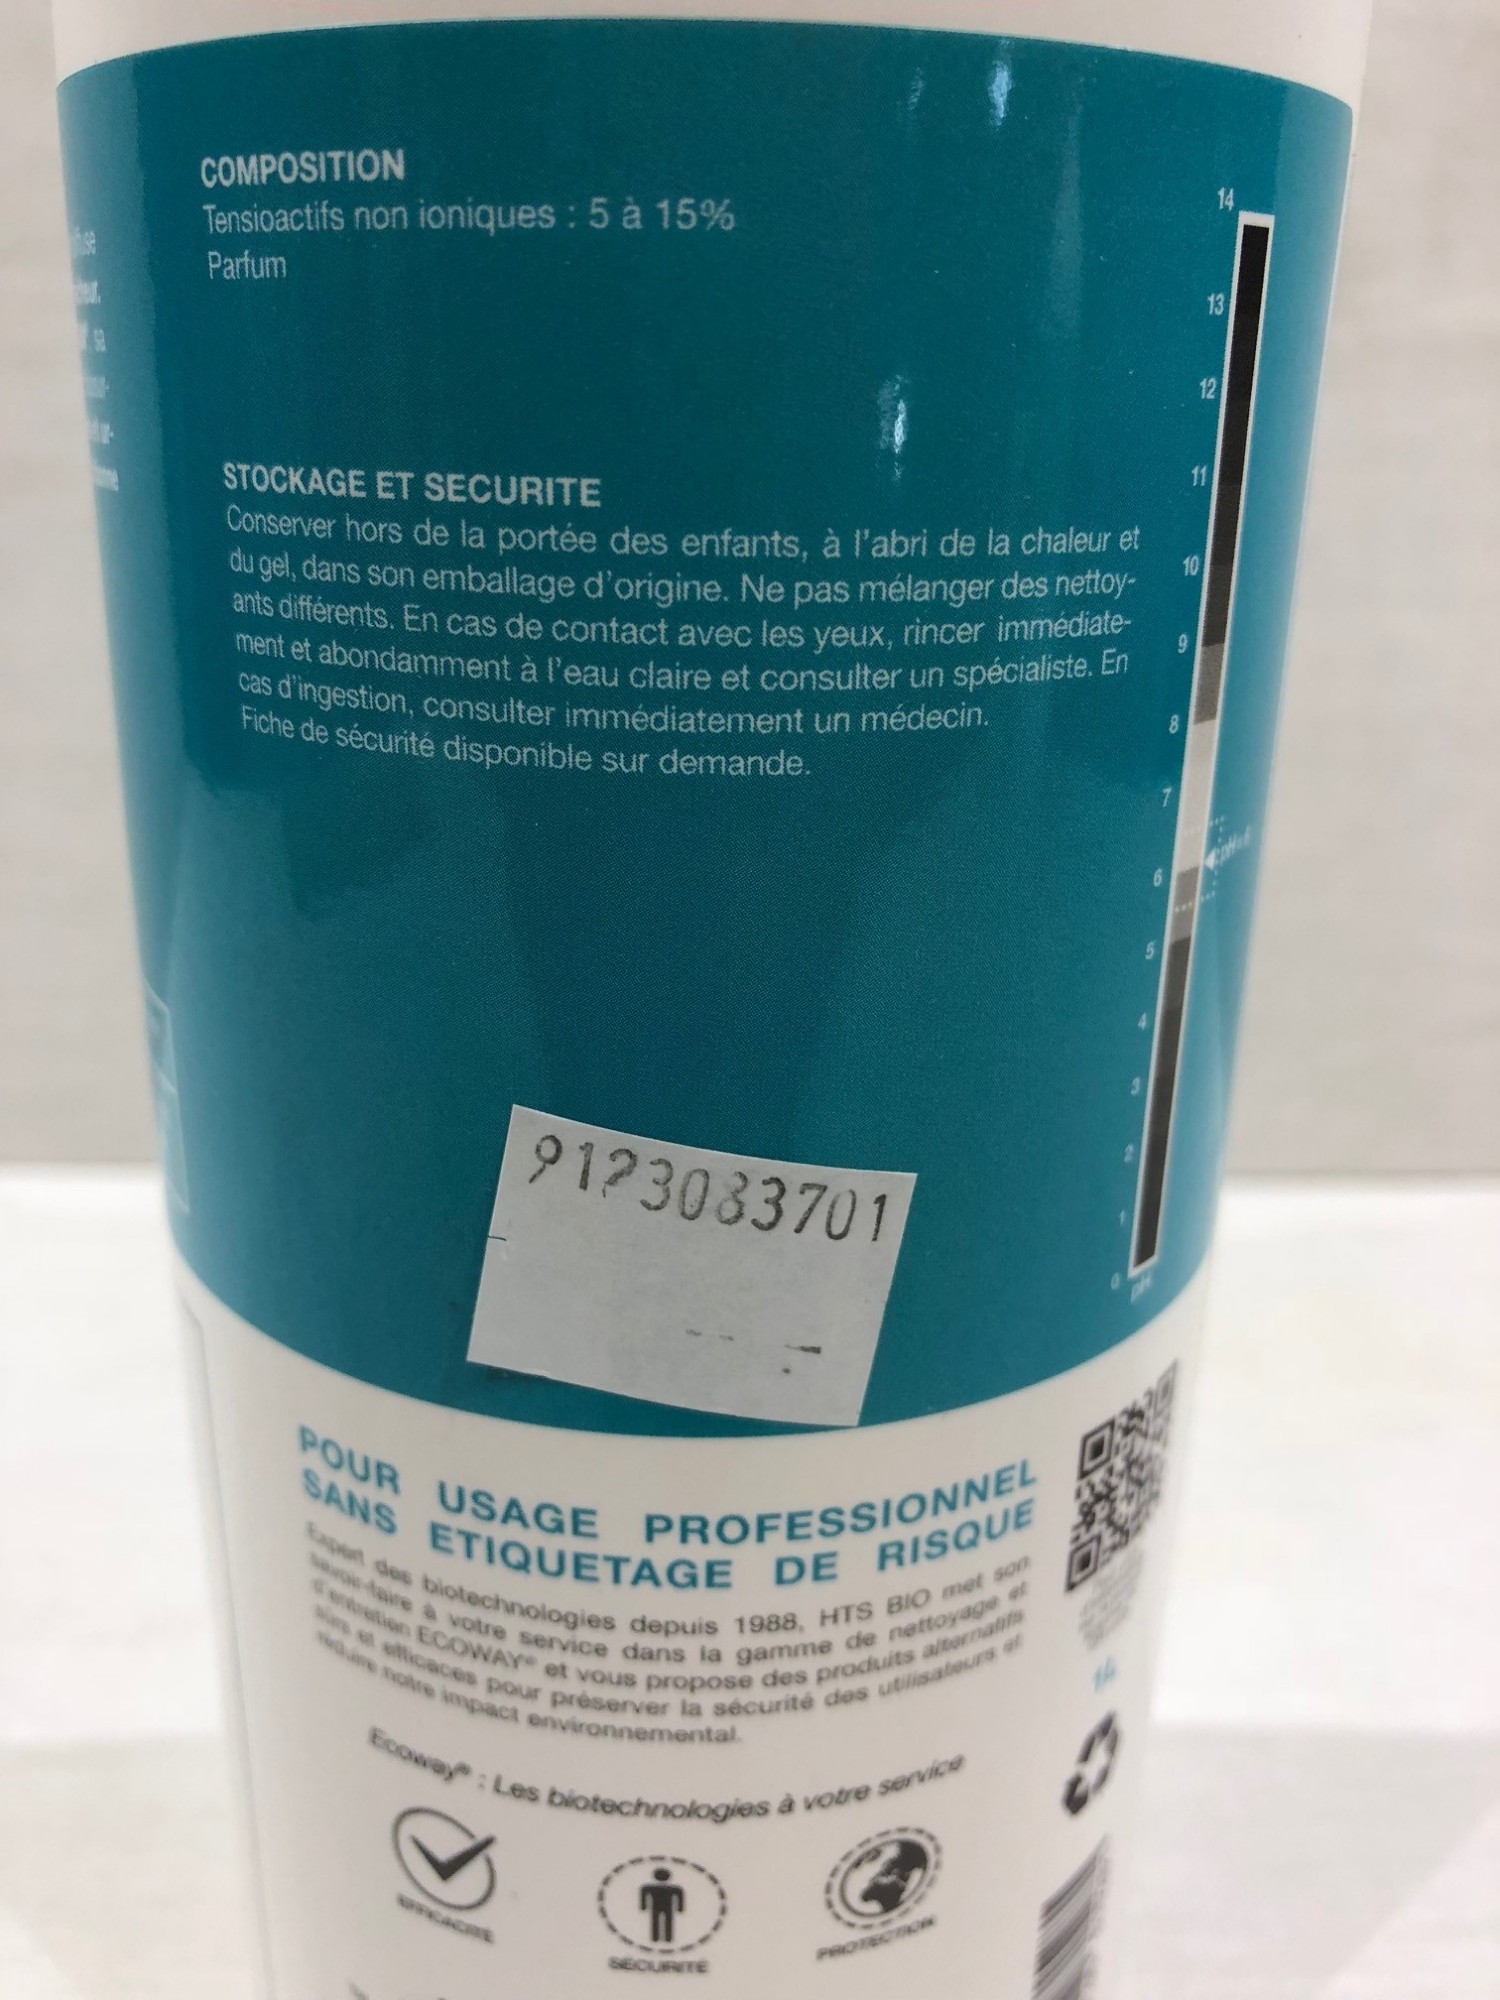 COMPOSITION
Tensioactifs non ioniques : 5 à 15%
Parfum
STOCKAGE ET SECURITE
Conserver hors de la portée des enfants, à l'abri de la chaleur et
du gel, dans son emballage d'origine. Ne pas mélanger des nettoy-
ants différents. En cas de contact avec les yeux, rincer immédiate-
ment et abondamment à l'eau claire et consulter un spécialiste. En
cas d'ingestion, consulter immédiatement un médecin.
Fiche de sécurité disponible sur demande.
14
13
12
11
10
9
8
7
6
5
4
3
2
1
0
pH
sa
9123083701
POUR USAGE PROFESSIONNEL
SANS ETIQUETAGE DE RISQUE
Expert des biotechnologies depuis 1988, HTS BIO met son
savoir-faire à votre service dans la gamme de nettoyage et
d'entretien ECOWAY® et vous propose des produits alternatifs
sûrs et efficaces pour préserver la sécurité des utilisateurs et
réduire notre impact environnemental.
Ecoway® : Les biotechnologies à votre service
EFFICACITE
SECURITE
PROTECTION
1L